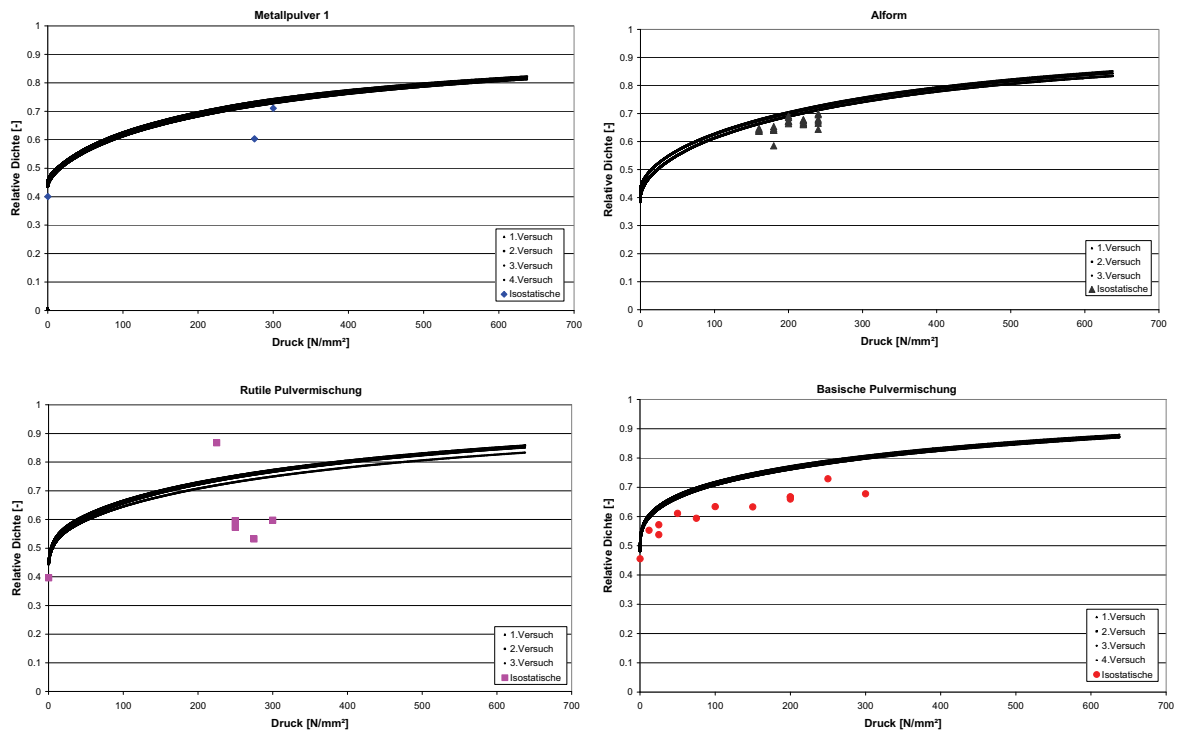 Metallpulver 1
1
0.9
0.8
0.7
0.6
0.5
0.4
0.3
0.2
0.1
0
Relative Dichte [-]
0 100 200 300 400 500 600 700
Druck [N/mm²]
1.Versuch
2.Versuch
3.Versuch
4.Versuch
Isostatische
Alform
1
0.9
0.8
0.7
0.6
0.5
0.4
0.3
0.2
0.1
0
Relative Dichte [-]
0 100 200 300 400 500 600 700
Druck [N/mm²]
1.Versuch
2.Versuch
3.Versuch
Isostatische
Rutile Pulvermischung
1
0.9
0.8
0.7
0.6
0.5
0.4
0.3
0.2
0.1
0
Relative Dichte [-]
0 100 200 300 400 500 600 700
Druck [N/mm²]
1.Versuch
2.Versuch
3.Versuch
Isostatische
Basische Pulvermischung
1
0.9
0.8
0.7
0.6
0.5
0.4
0.3
0.2
0.1
0
Relative Dichte [-]
0 100 200 300 400 500 600 700
Druck [N/mm²]
1.Versuch
2.Versuch
3.Versuch
4.Versuch
Isostatische